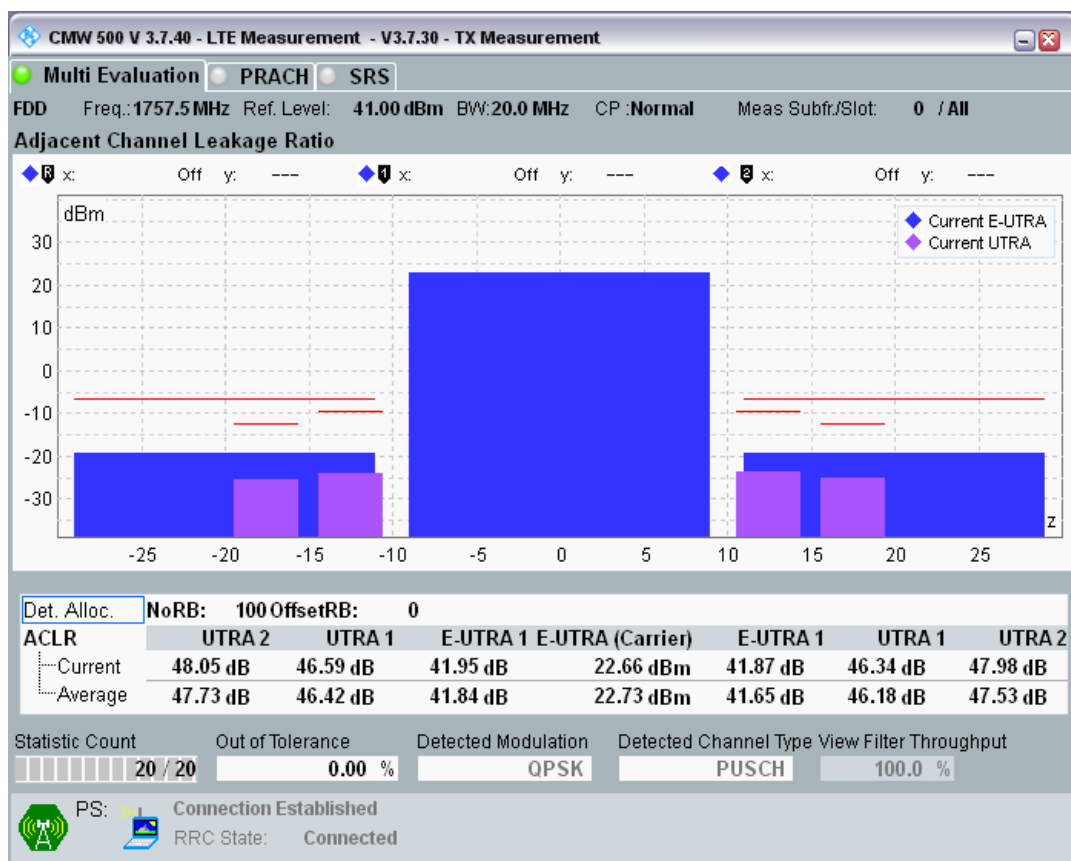 CMW 500 V 3.7.40 - LTE Measurement - V3.7.30 - TX Measurement
Multi Evaluation PRACH SRS
FDD Freq.:1757.5 MHz Ref. Level: 41.00 dBm BW:20.0 MHz CP :Normal Meas Subfr./Slot: 0 / All
Adjacent Channel Leakage Ratio
R x: Off y: --- 1 x: Off y: --- 2 x: Off y: ---
dBm
Current E-UTRA
Current UTRA
30
20
10
0
-10
-20
-30
z
-25 -20 -15 -10 -5 0 5 10 15 20 25
Det. Alloc. NoRB: 100 OffsetRB: 0
ACLR UTRA 2 UTRA 1 E-UTRA 1 E-UTRA (Carrier) E-UTRA 1 UTRA 1 UTRA 2
Current 48.05 dB 46.59 dB 41.95 dB 22.66 dBm 41.87 dB 46.34 dB 47.98 dB
Average 47.73 dB 46.42 dB 41.84 dB 22.73 dBm 41.65 dB 46.18 dB 47.53 dB
Statistic Count Out of Tolerance Detected Modulation Detected Channel Type View Filter Throughput
20 / 20 0.00 % QPSK PUSCH 100.0 %
PS: Connection Established
RRC State: Connected